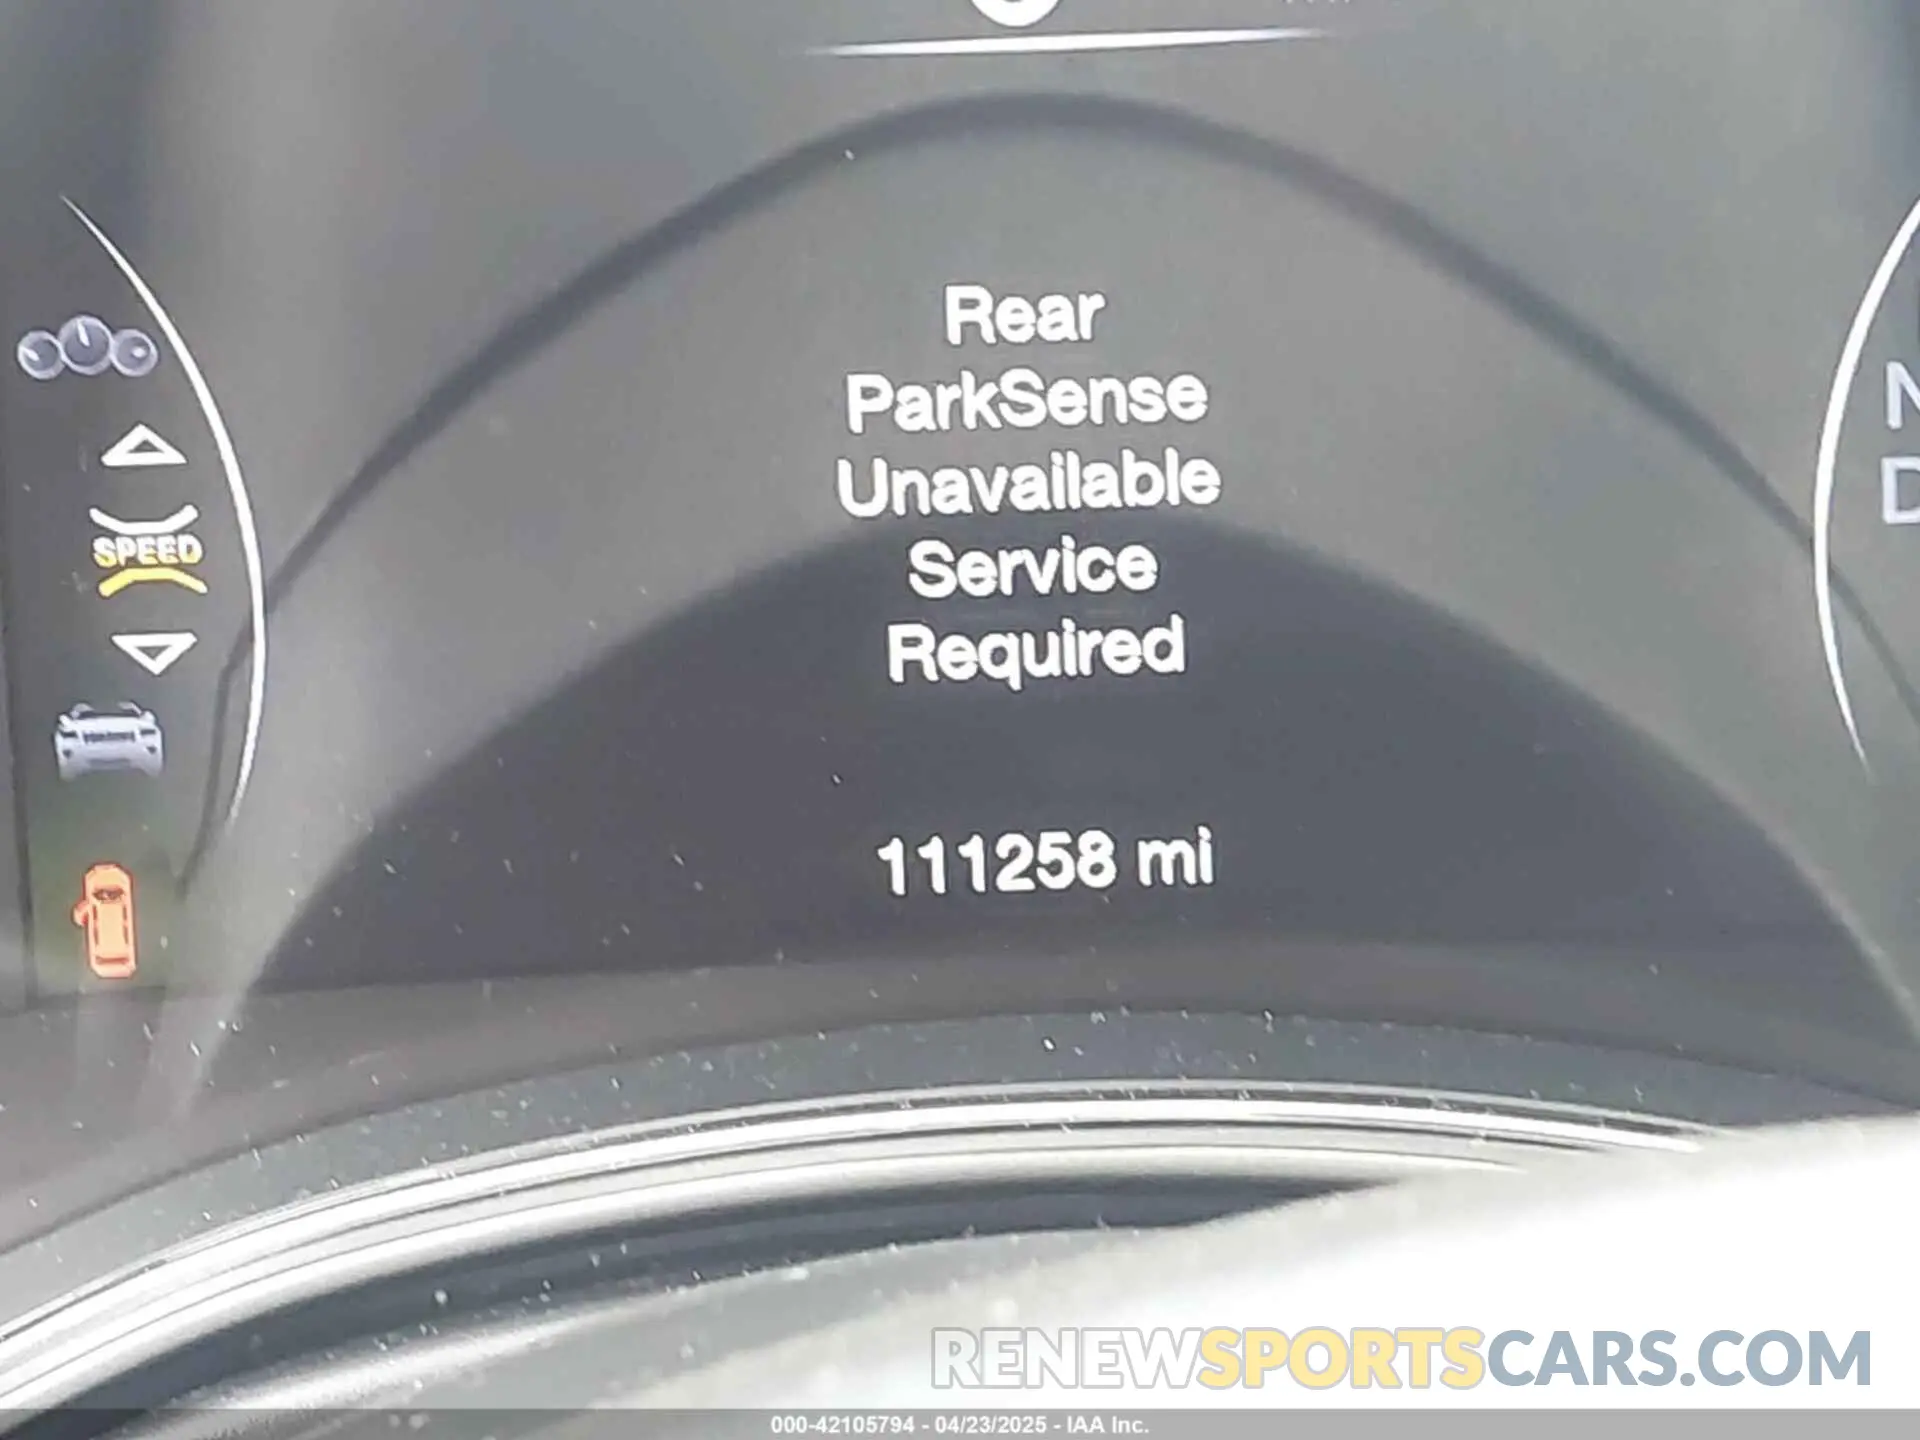 Rear
ParkSense
Unavailable
Service
Required
SPEED
N
D
111258 mi
RENEWSPORTSCARS.COM
000-42105794 - 04/23/2025 - IAA Inc.